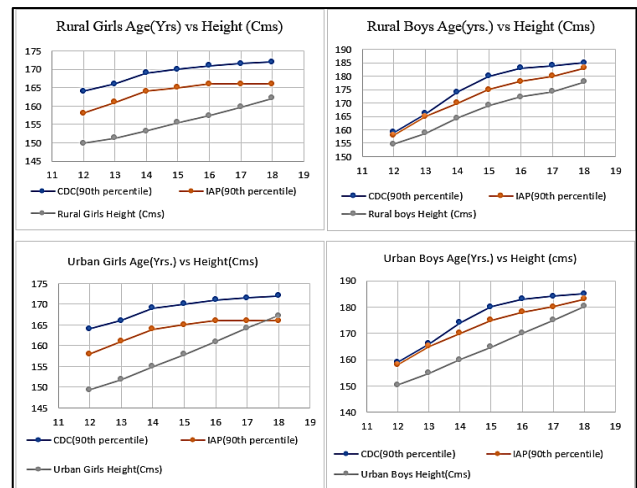 Rural Girls Age(Yrs) vs Height (Cms)
175
170
165
160
155
150
145
11 12 13 14 15 16 17 18 19
CDC(90th percentile) IAP(90th percentile)
Rural Girls Height (Cms)
Rural Boys Age(yrs.) vs Height (Cms)
190
185
180
175
170
165
160
155
150
11 12 13 14 15 16 17 18 19
CDC(90th percentile) IAP(90th percentile)
Rural boys Height (Cms)
Urban Girls Age(Yrs.) vs Height(Cms)
175
170
165
160
155
150
145
11 12 13 14 15 16 17 18 19
CDC(90th percentile) IAP(90th percentile)
Urban Girls Height(Cms)
Urban Boys Age(Yrs.) vs Height (cms)
190
180
170
160
150
140
11 12 13 14 15 16 17 18 19
CDC(90th percentile) IAP(90th percentile)
Urban Boys Height(Cms)